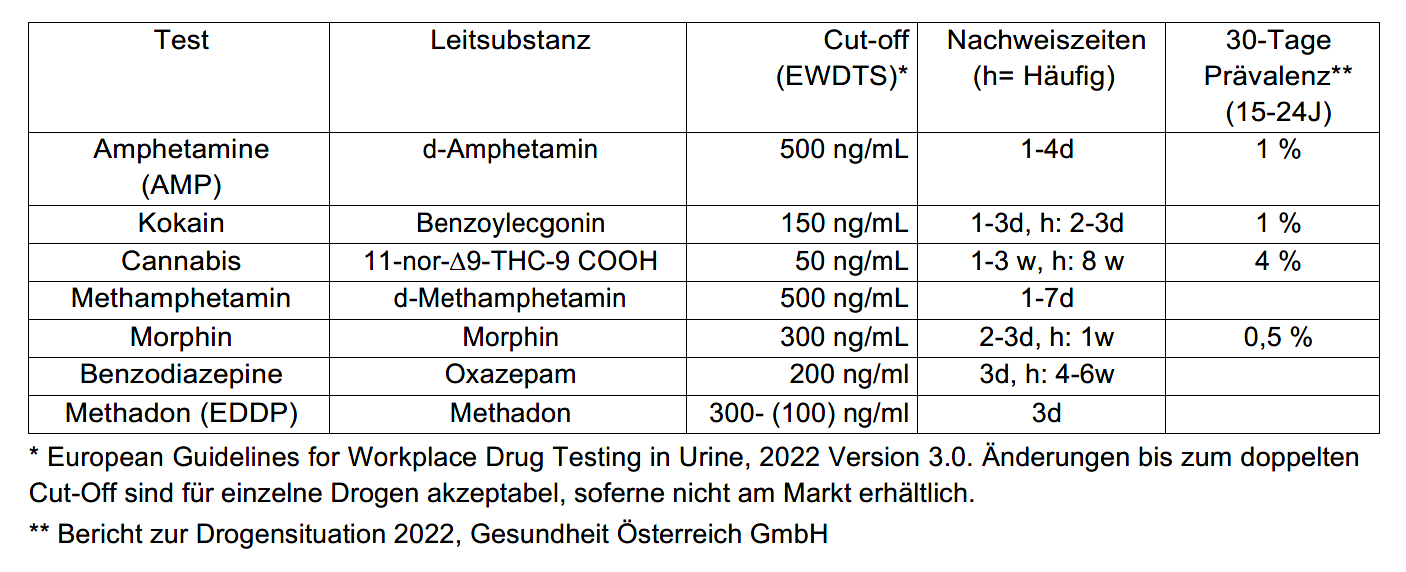 Test Leitsubstanz Cut-off (EWDTS)* Nachweiszeiten (h= Häufig) 30-Tage Prävalenz** (15-24J)
Amphetamine (AMP) d-Amphetamin 500 ng/mL 1-4d 1 %
Kokain Benzoylecgonin 150 ng/mL 1-3d, h: 2-3d 1 %
Cannabis 11-nor-Δ9-THC-9 COOH 50 ng/mL 1-3 w, h: 8 w 4 %
Methamphetamin d-Methamphetamin 500 ng/mL 1-7d
Morphin Morphin 300 ng/mL 2-3d, h: 1w 0,5 %
Benzodiazepine Oxazepam 200 ng/ml 3d, h: 4-6w
Methadon (EDDP) Methadon 300- (100) ng/ml 3d
* European Guidelines for Workplace Drug Testing in Urine, 2022 Version 3.0. Änderungen bis zum doppelten
Cut-Off sind für einzelne Drogen akzeptabel, soferne nicht am Markt erhältlich.
** Bericht zur Drogensituation 2022, Gesundheit Österreich GmbH